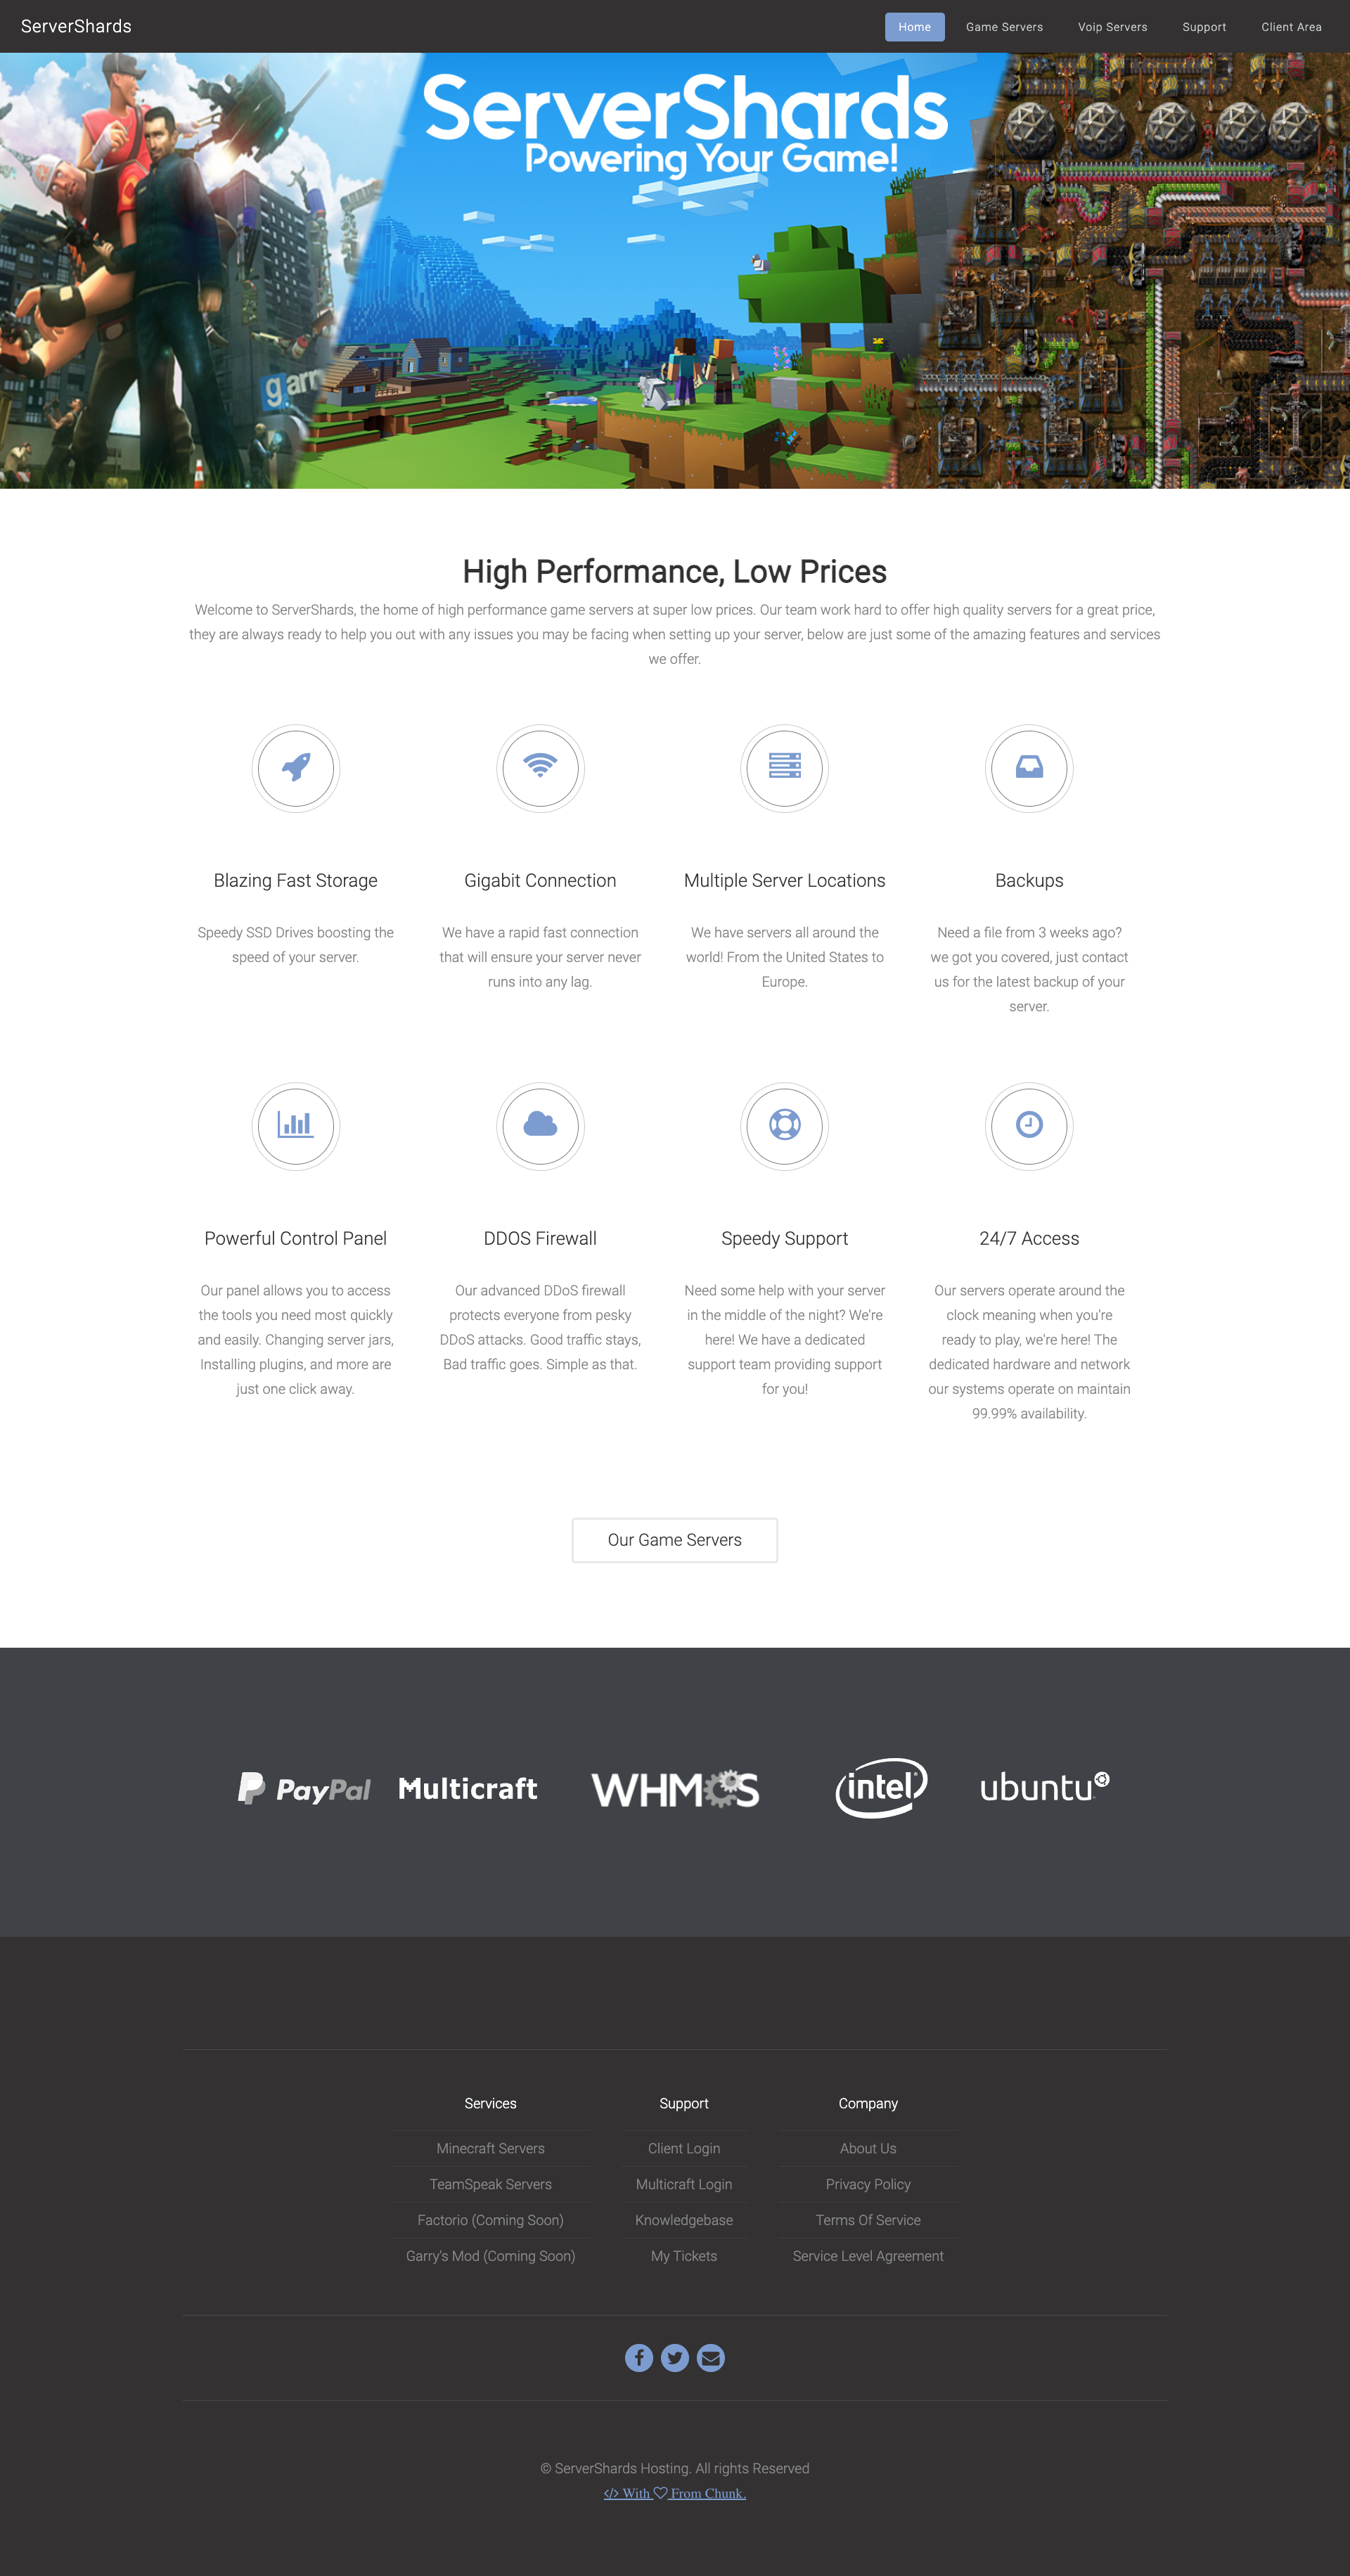 ServerShards
Home
Game Servers
Voip Servers
Support
Client Area
ServerShards
Powering Your Game!
garr
High Performance, Low Prices
Welcome to ServerShards, the home of high performance game servers at super low prices. Our team work hard to offer high quality servers for a great price,
they are always ready to help you out with any issues you may be facing when setting up your server, below are just some of the amazing features and services
we offer.
Blazing Fast Storage
Speedy SSD Drives boosting the
speed of your server.
Gigabit Connection
We have a rapid fast connection
that will ensure your server never
runs into any lag.
Multiple Server Locations
We have servers all around the
world! From the United States to
Europe.
Backups
Need a file from 3 weeks ago?
we got you covered, just contact
us for the latest backup of your
server.
Powerful Control Panel
Our panel allows you to access
the tools you need most quickly
and easily. Changing server jars,
Installing plugins, and more are
just one click away.
DDOS Firewall
Our advanced DDoS firewall
protects everyone from pesky
DDoS attacks. Good traffic stays,
Bad traffic goes. Simple as that.
Speedy Support
Need some help with your server
in the middle of the night? We're
here! We have a dedicated
support team providing support
for you!
24/7 Access
Our servers operate around the
clock meaning when you're
ready to play, we're here! The
dedicated hardware and network
our systems operate on maintain
99.99% availability.
Our Game Servers
PayPal
Multicraft
WHMCS
intel
ubuntu
Services
Minecraft Servers
TeamSpeak Servers
Factorio (Coming Soon)
Garry's Mod (Coming Soon)
Support
Client Login
Multicraft Login
Knowledgebase
My Tickets
Company
About Us
Privacy Policy
Terms Of Service
Service Level Agreement
© ServerShards Hosting. All rights Reserved
</> With ♡ From Chunk.